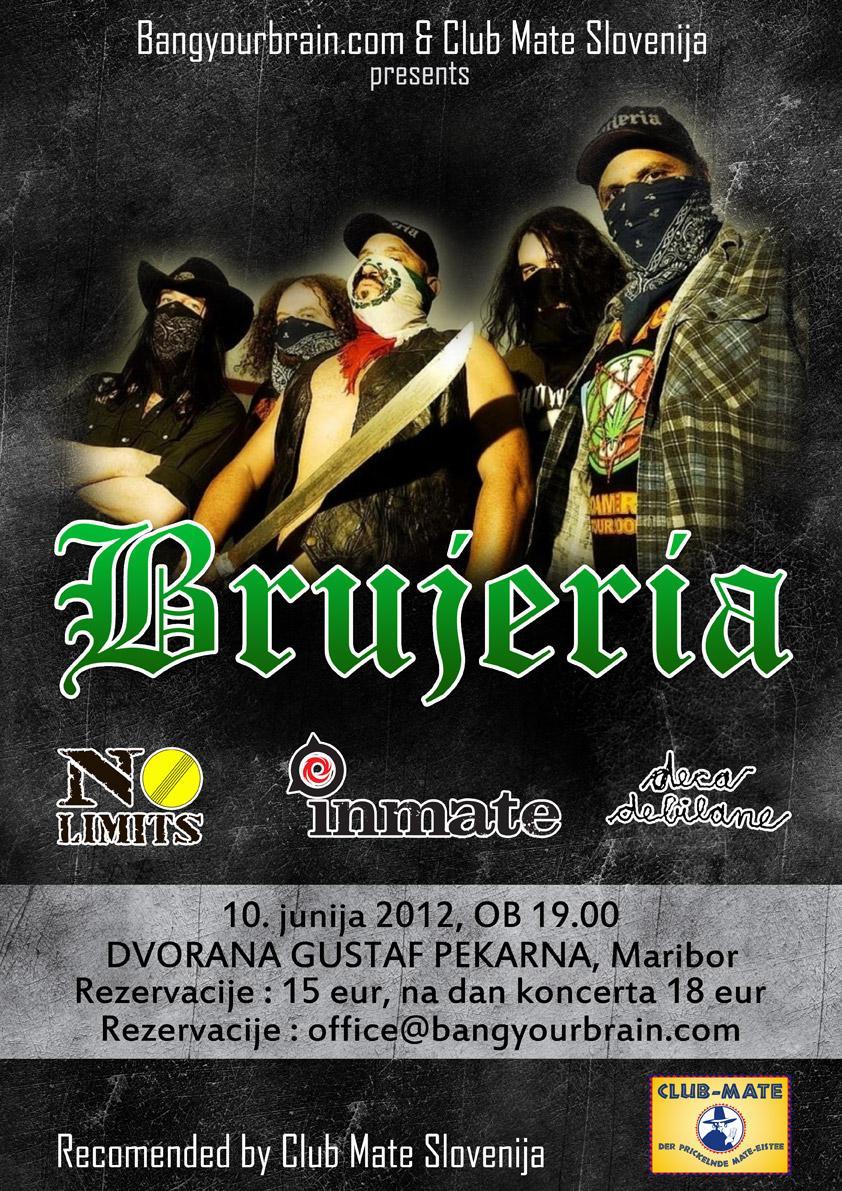 Bangyourbrain.com & Club Mate Slovenija
presents
Brujeria
NO
LIMITS
inmate
deca
debilane
10. junija 2012, OB 19.00
DVORANA GUSTAF PEKARNA, Maribor
Rezervacije : 15 eur, na dan koncerta 18 eur
Rezervacije : office@bangyourbrain.com
CLUB-MATE
DER PRICKELNDE MATE-EISTEE
Recomended by Club Mate Slovenija